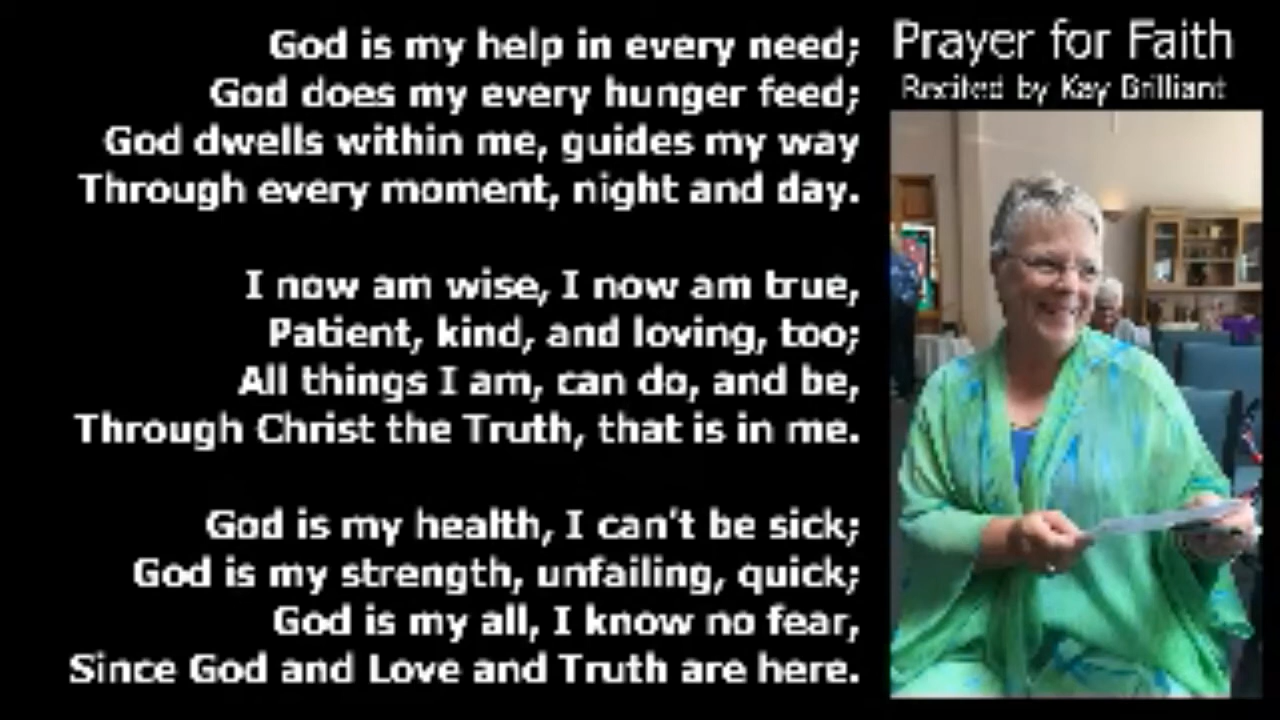 God is my help in every need;
God does my every hunger feed;
God dwells within me, guides my way
Through every moment, night and day.
I now am wise, I now am true,
Patient, kind, and loving, too;
All things I am, can do, and be,
Through Christ the Truth, that is in me.
God is my health, I can't be sick;
God is my strength, unfailing, quick;
God is my all, I know no fear,
Since God and Love and Truth are here.
Prayer for Faith
Recited by Kay Brilliant